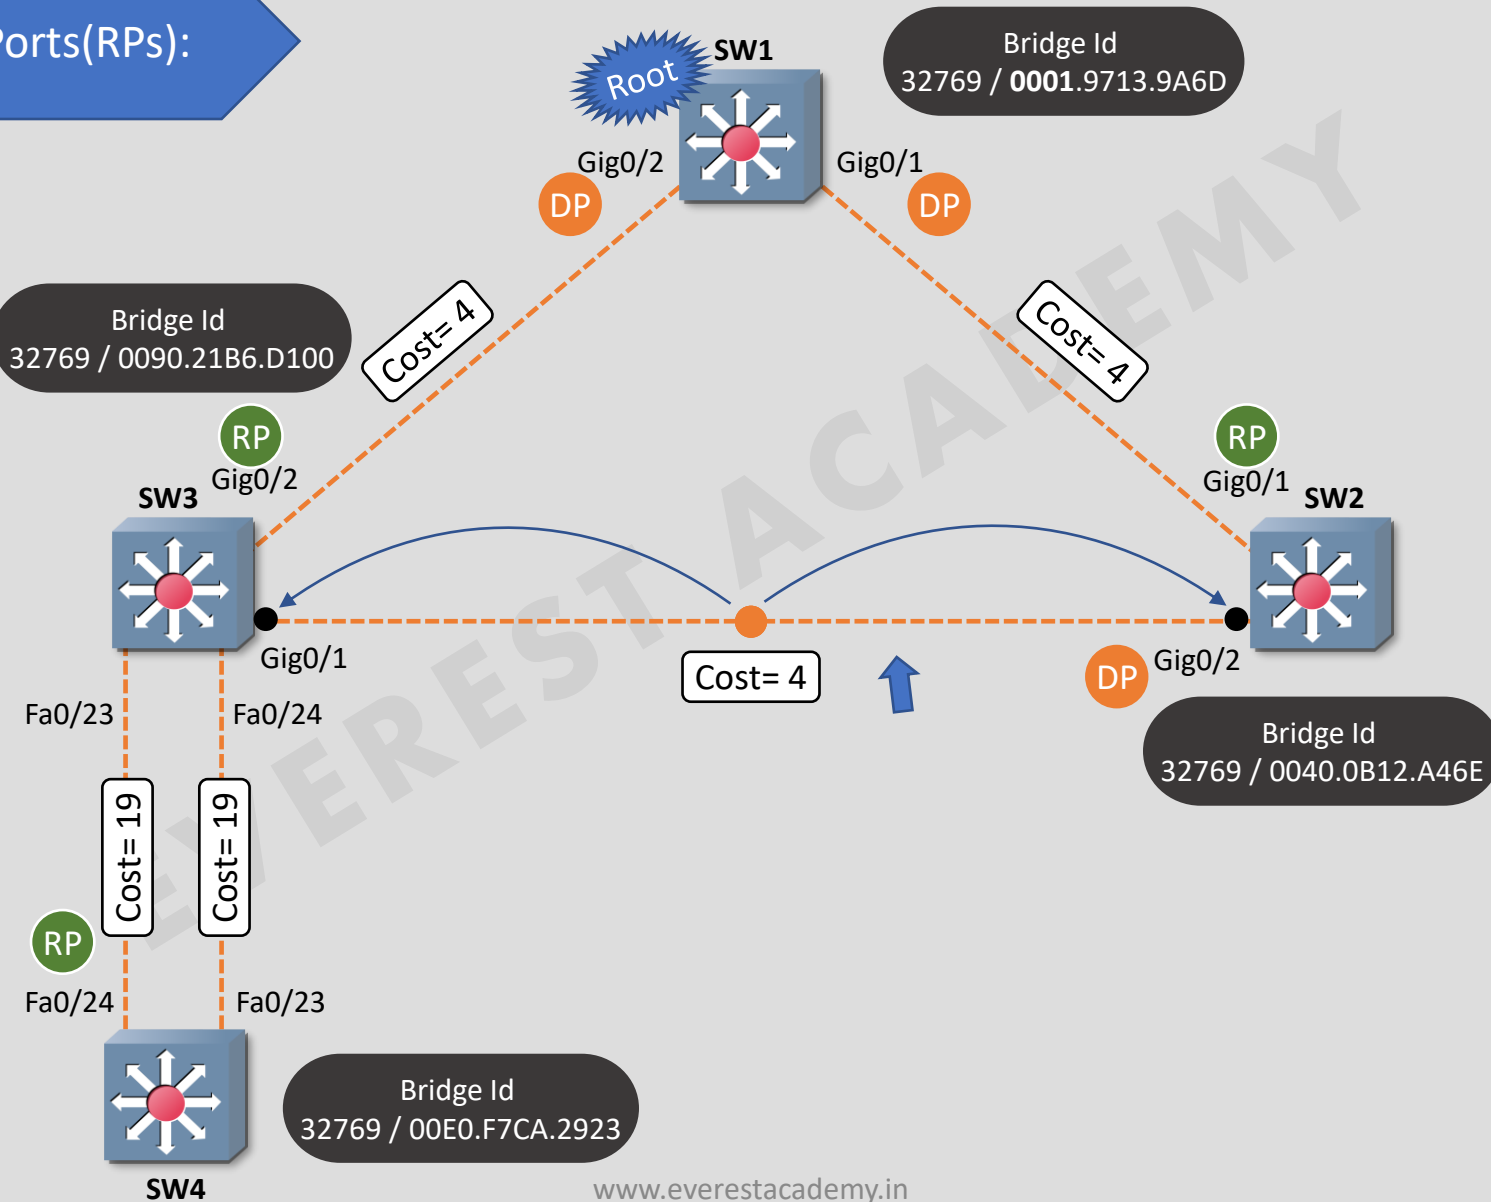 Ports(RPs):
SW1
Root
Bridge Id
32769 / 0001.9713.9A6D
Gig0/2
Gig0/1
DP
DP
Cost= 4
Cost= 4
Bridge Id
32769 / 0090.21B6.D100
RP
Gig0/2
SW3
RP
Gig0/1
SW2
EVEREST ACADEMY
Gig0/1
Cost= 4
DP
Gig0/2
Fa0/23
Fa0/24
Bridge Id
32769 / 0040.0B12.A46E
Cost= 19
Cost= 19
RP
Fa0/24
Fa0/23
Bridge Id
32769 / 00E0.F7CA.2923
SW4
www.everestacademy.in